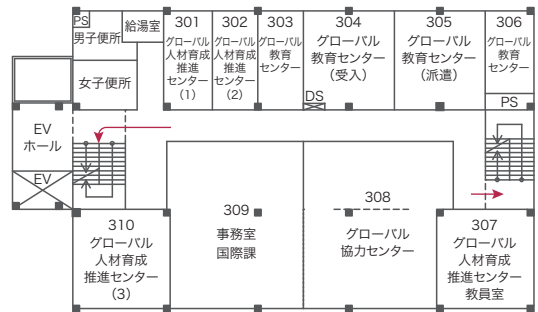 PS
男子便所
給湯室
女子便所
301
グローバル
人材育成
推進
センター
(1)
302
グローバル
人材育成
推進
センター
(2)
303
グローバル
教育
センター
304
グローバル
教育センター
(受入)
305
グローバル
教育センター
(派遣)
306
グローバル
教育
センター
DS
PS
EV
ホール
EV
310
グローバル
人材育成
推進センター
(3)
309
事務室
国際課
308
グローバル
協力センター
307
グローバル
人材育成
推進センター
教員室